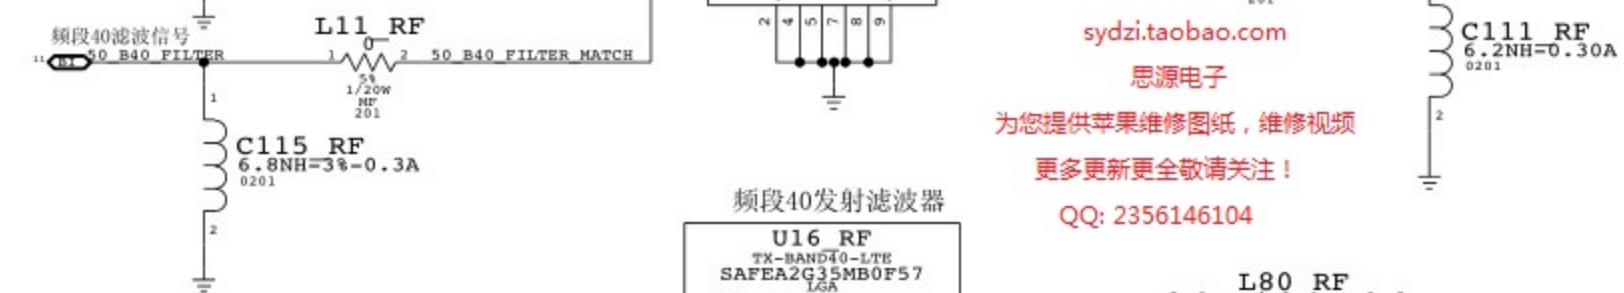 频段40滤波信号
11
50_B40_FILTER
L11_RF
0
1
2
50_B40_FILTER_MATCH
5%
1/20W
MF
201
1
C115_RF
6.8NH=3%-0.3A
0201
2
2 4 5 7 8 9
频段40发射滤波器
U16_RF
TX-BAND40-LTE
SAFEA2G35MB0F57
LGA
sydzi.taobao.com
思源电子
为您提供苹果维修图纸，维修视频
更多更新更全敬请关注！
QQ: 2356146104
C111_RF
6.2NH=0.30A
0201
2
L80_RF